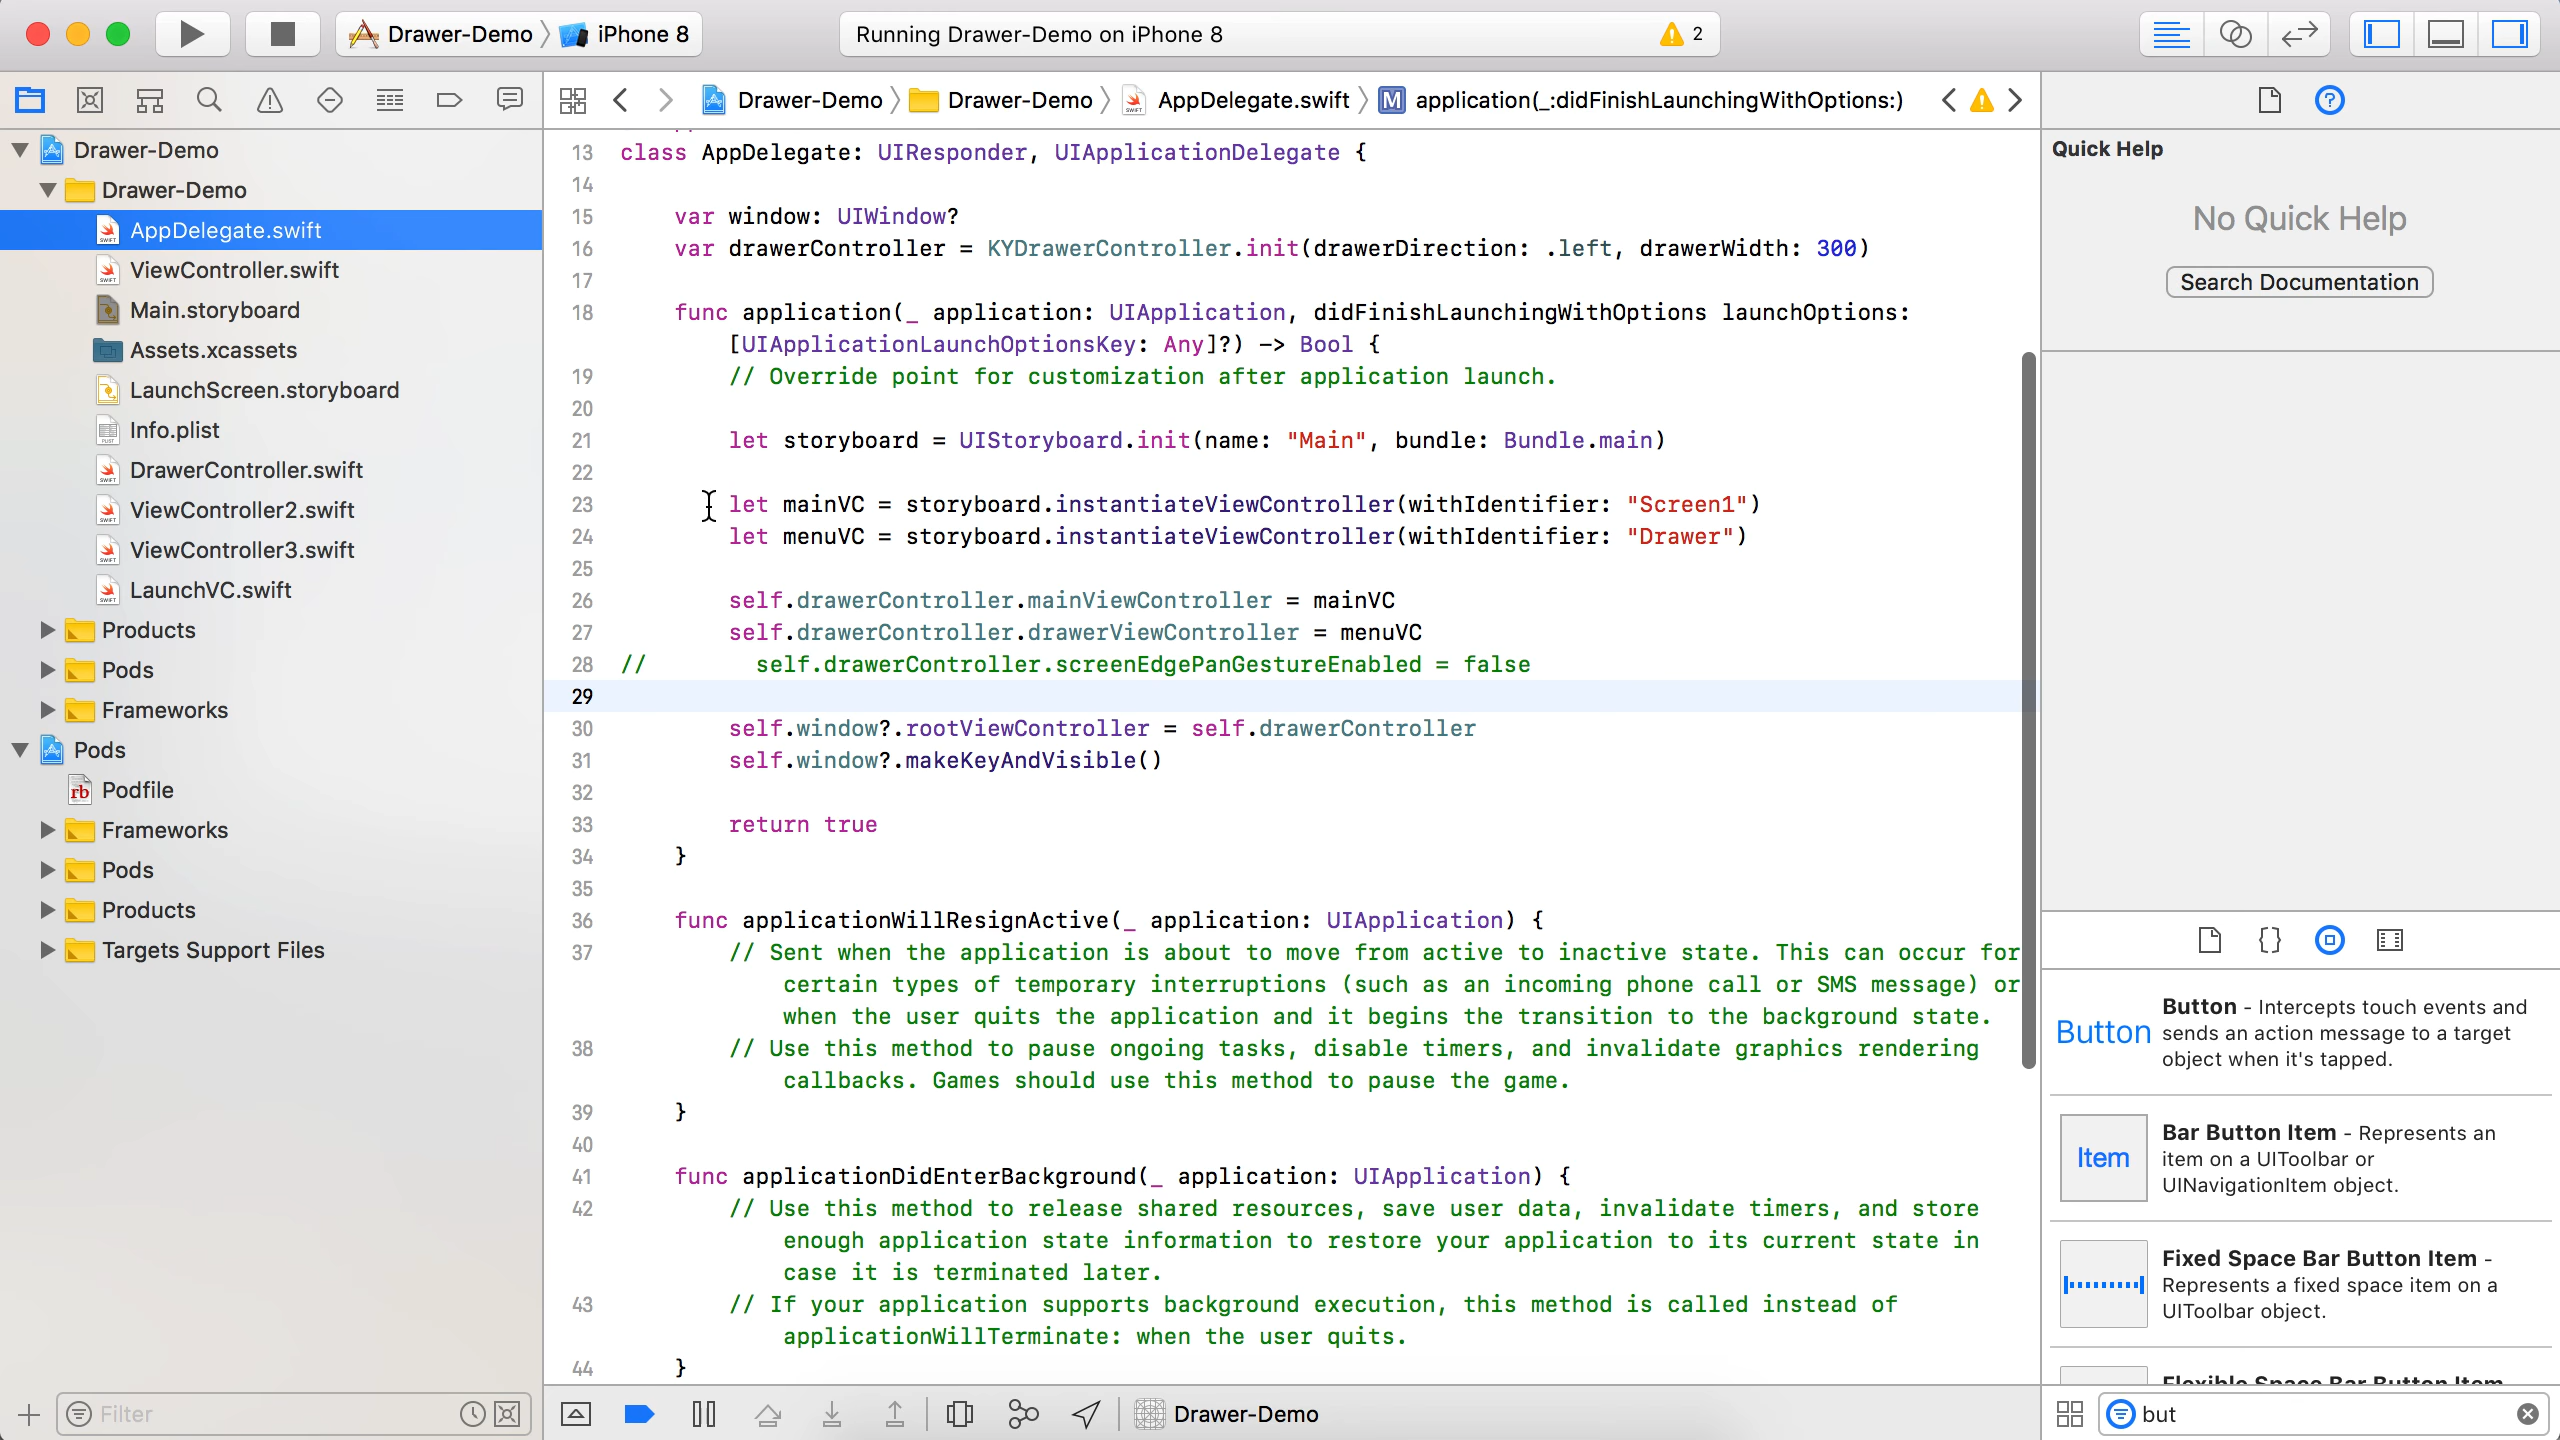 Drawer-Demo
iPhone 8
Running Drawer-Demo on iPhone 8
2
Drawer-Demo
Drawer-Demo
AppDelegate.swift
M
application(_:didFinishLaunchingWithOptions:)
Drawer-Demo
Drawer-Demo
AppDelegate.swift
ViewController.swift
Main.storyboard
Assets.xcassets
LaunchScreen.storyboard
Info.plist
DrawerController.swift
ViewController2.swift
ViewController3.swift
LaunchVC.swift
Products
Pods
Frameworks
Pods
rb Podfile
Frameworks
Pods
Products
Targets Support Files
Filter
13 class AppDelegate: UIResponder, UIApplicationDelegate {
14
15 var window: UIWindow?
16 var drawerController = KYDrawerController.init(drawerDirection: .left, drawerWidth: 300)
17
18 func application(_ application: UIApplication, didFinishLaunchingWithOptions launchOptions:
[UIApplicationLaunchOptionsKey: Any]?) -> Bool {
19 // Override point for customization after application launch.
20
21 let storyboard = UIStoryboard.init(name: "Main", bundle: Bundle.main)
22
23 let mainVC = storyboard.instantiateViewController(withIdentifier: "Screen1")
24 let menuVC = storyboard.instantiateViewController(withIdentifier: "Drawer")
25
26 self.drawerController.mainViewController = mainVC
27 self.drawerController.drawerViewController = menuVC
28 // self.drawerController.screenEdgePanGestureEnabled = false
29
30 self.window?.rootViewController = self.drawerController
31 self.window?.makeKeyAndVisible()
32
33 return true
34 }
35
36 func applicationWillResignActive(_ application: UIApplication) {
37 // Sent when the application is about to move from active to inactive state. This can occur for
certain types of temporary interruptions (such as an incoming phone call or SMS message) or
when the user quits the application and it begins the transition to the background state.
38 // Use this method to pause ongoing tasks, disable timers, and invalidate graphics rendering
callbacks. Games should use this method to pause the game.
39 }
40
41 func applicationDidEnterBackground(_ application: UIApplication) {
42 // Use this method to release shared resources, save user data, invalidate timers, and store
enough application state information to restore your application to its current state in
case it is terminated later.
43 // If your application supports background execution, this method is called instead of
applicationWillTerminate: when the user quits.
44 }
Drawer-Demo
Quick Help
No Quick Help
Search Documentation
Button
Button - Intercepts touch events and
sends an action message to a target
object when it's tapped.
Item
Bar Button Item - Represents an
item on a UIToolbar or
UINavigationItem object.
Fixed Space Bar Button Item -
Represents a fixed space item on a
UIToolbar object.
Flexible Space Bar Button Item
but